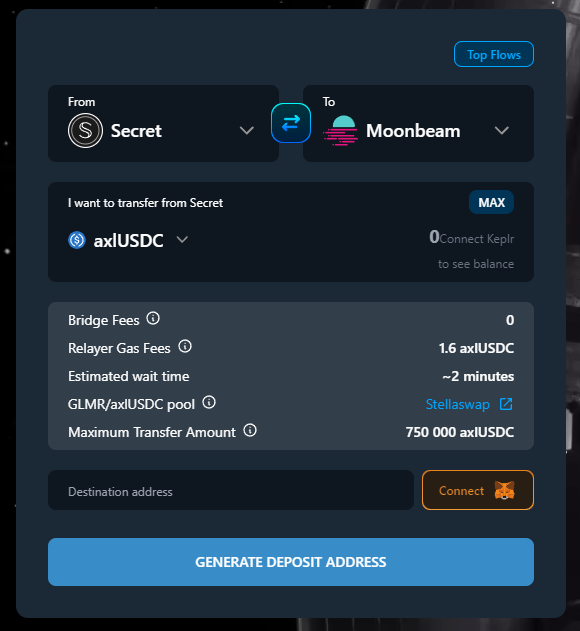 Top Flows
From
Secret
To
Moonbeam
I want to transfer from Secret
MAX
axlUSDC
0 Connect Keplr
to see balance
Bridge Fees 0
Relayer Gas Fees 1.6 axlUSDC
Estimated wait time ~2 minutes
GLMR/axlUSDC pool Stellaswap
Maximum Transfer Amount 750 000 axlUSDC
Destination address
Connect
GENERATE DEPOSIT ADDRESS